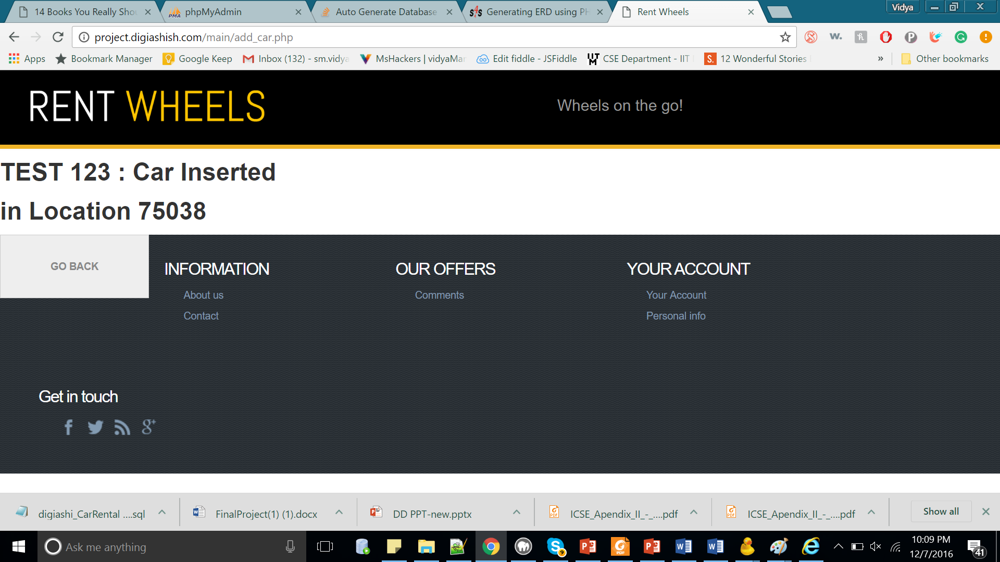 14 Books You Really Shou
phpMyAdmin
Auto Generate Database
Generating ERD using PH
Rent Wheels
Vidya
project.digiashish.com/main/add_car.php
Apps
Bookmark Manager
Google Keep
Inbox (132) - sm.vidya
MsHackers | vidyaMar
Edit fiddle - JSFiddle
CSE Department - IIT
12 Wonderful Stories
»
Other bookmarks
RENT WHEELS
Wheels on the go!
TEST 123 : Car Inserted
in Location 75038
GO BACK
INFORMATION
About us
Contact
OUR OFFERS
Comments
YOUR ACCOUNT
Your Account
Personal info
Get in touch
digiashi_CarRental ....sql
FinalProject(1) (1).docx
DD PPT-new.pptx
ICSE_Apendix_II_-_....pdf
ICSE_Apendix_II_-_....pdf
Show all
Ask me anything
9
10:09 PM
12/7/2016
41